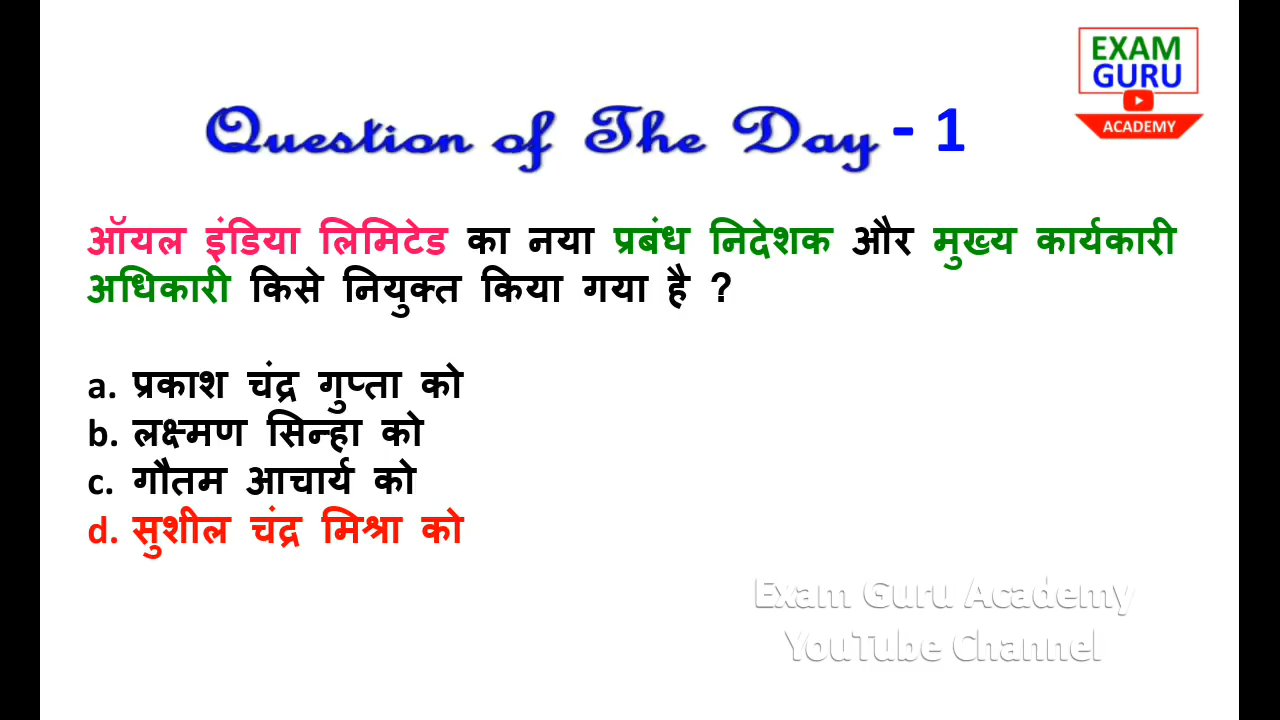 EXAM
GURU
ACADEMY
Question of The Day - 1
ऑयल इंडिया लिमिटेड का नया प्रबंध निदेशक और मुख्य कार्यकारी
अधिकारी किसे नियुक्त किया गया है ?
a. प्रकाश चंद्र गुप्ता को
b. लक्ष्मण सिन्हा को
c. गौतम आचार्य को
d. सुशील चंद्र मिश्रा को
Exam Guru Academy
YouTube Channel